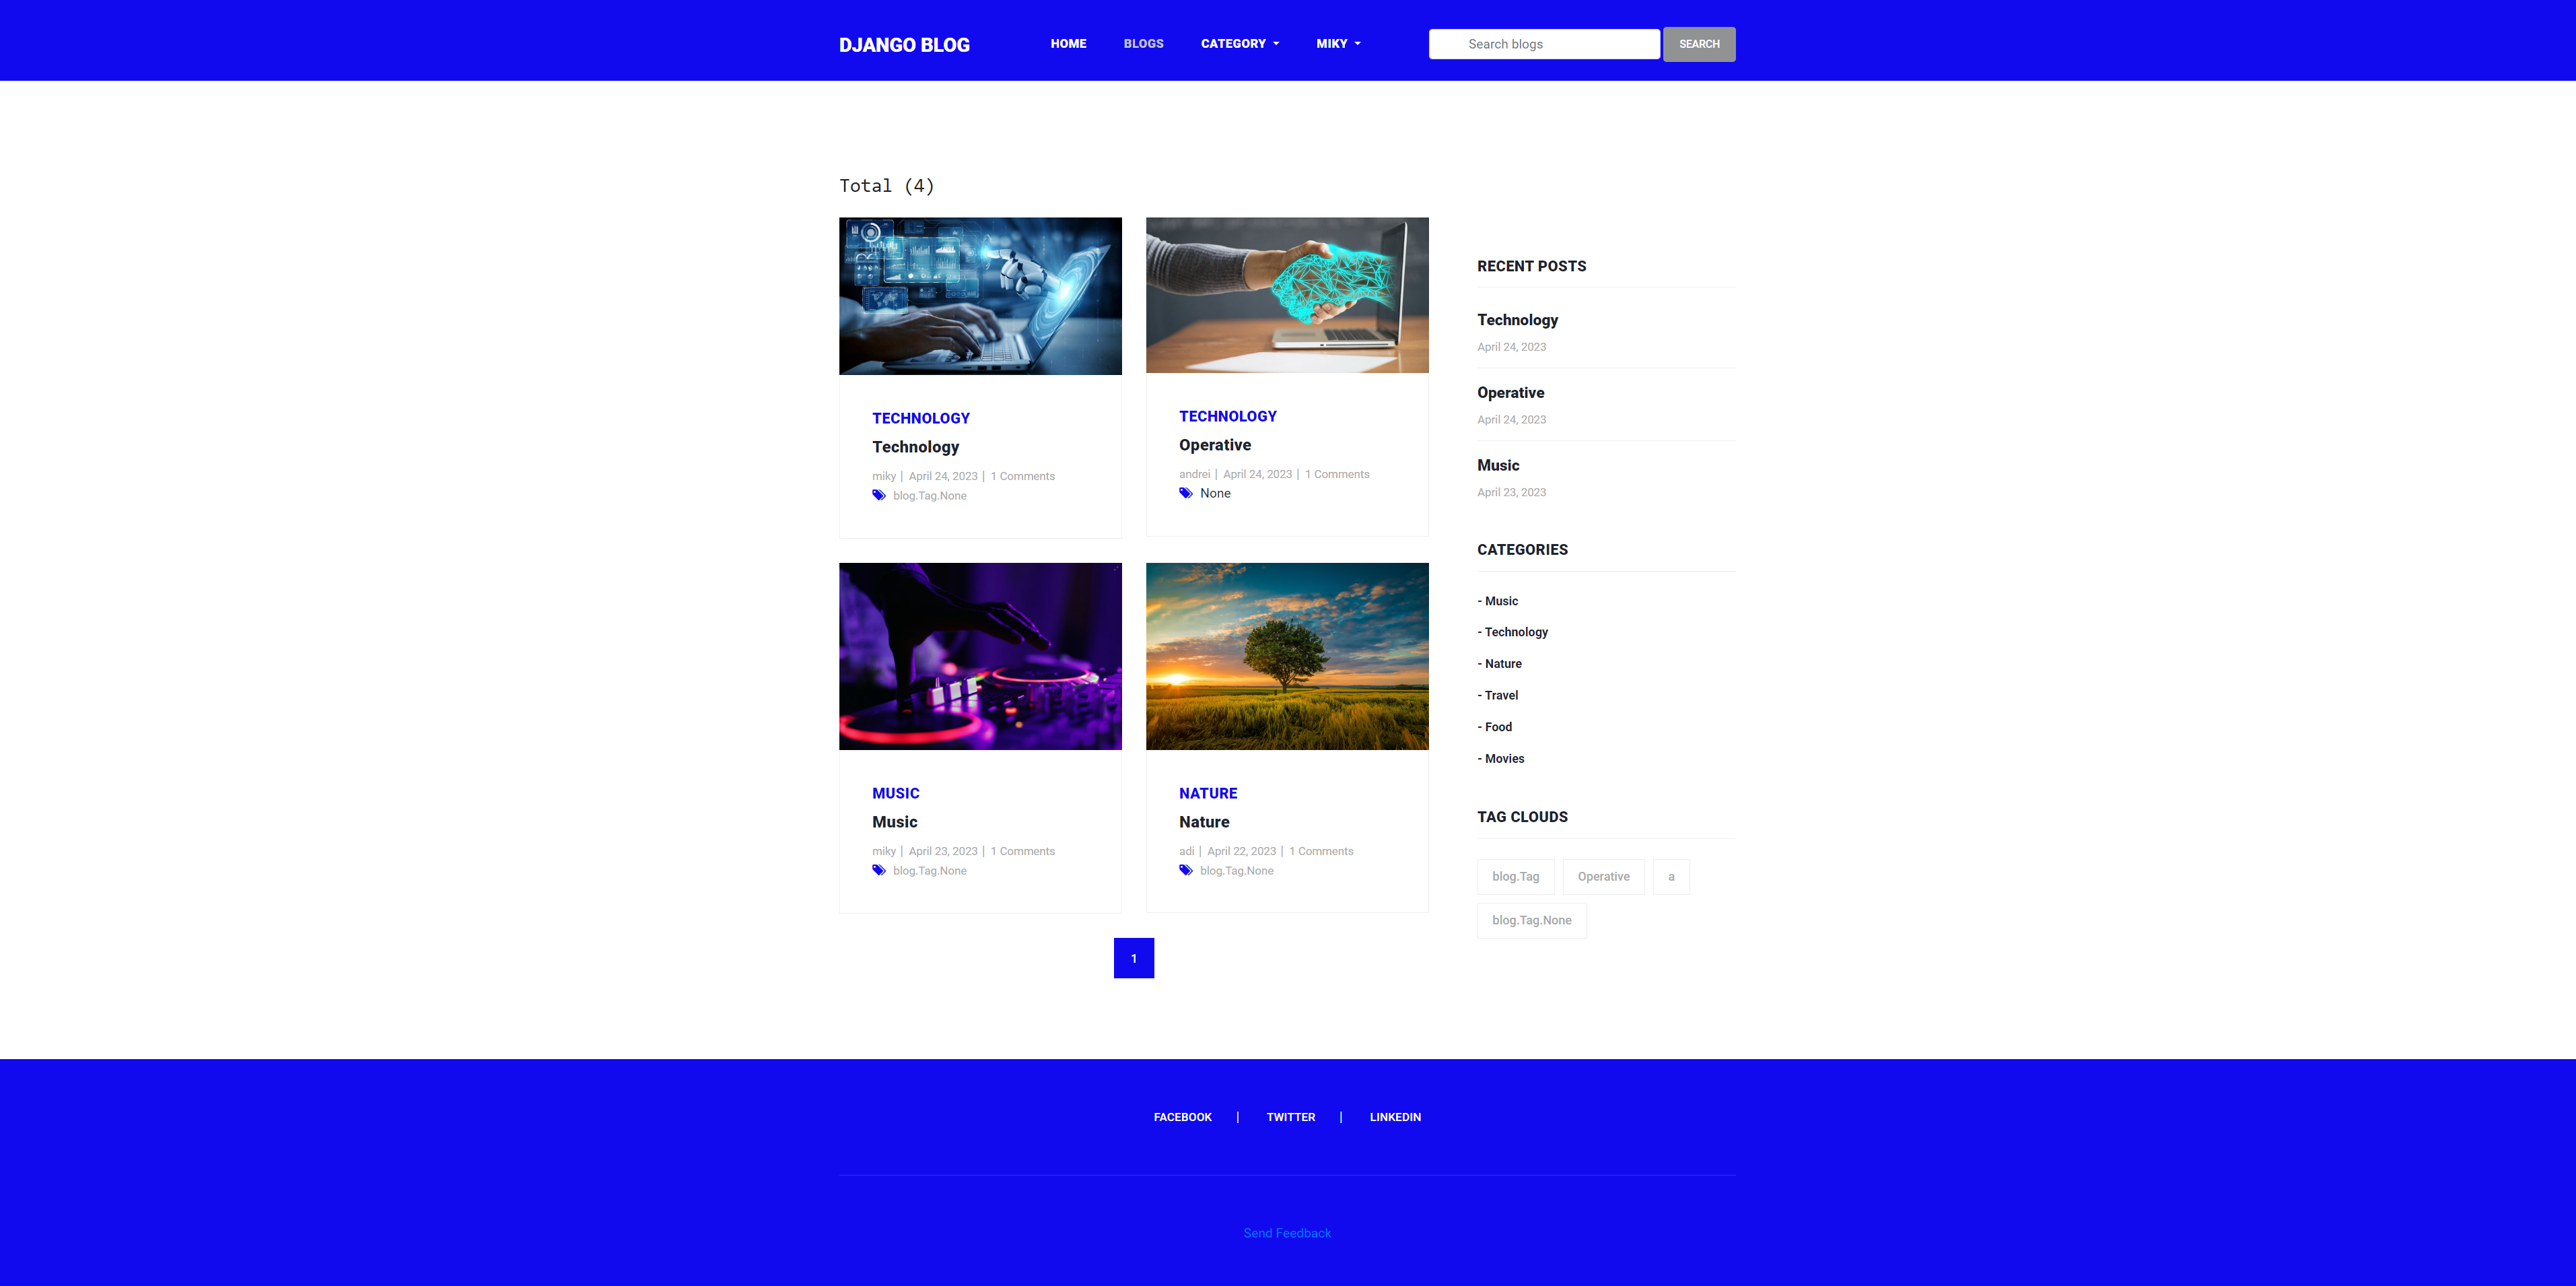 DJANGO BLOG HOME BLOGS CATEGORY MIKY Search blogs SEARCH
Total (4)
TECHNOLOGY
Technology
miky | April 24, 2023 | 1 Comments
blog.Tag.None
TECHNOLOGY
Operative
andrei | April 24, 2023 | 1 Comments
None
MUSIC
Music
miky | April 23, 2023 | 1 Comments
blog.Tag.None
NATURE
Nature
adi | April 22, 2023 | 1 Comments
blog.Tag.None
1
RECENT POSTS
Technology
April 24, 2023
Operative
April 24, 2023
Music
April 23, 2023
CATEGORIES
- Music
- Technology
- Nature
- Travel
- Food
- Movies
TAG CLOUDS
blog.Tag Operative a
blog.Tag.None
FACEBOOK | TWITTER | LINKEDIN
Send Feedback